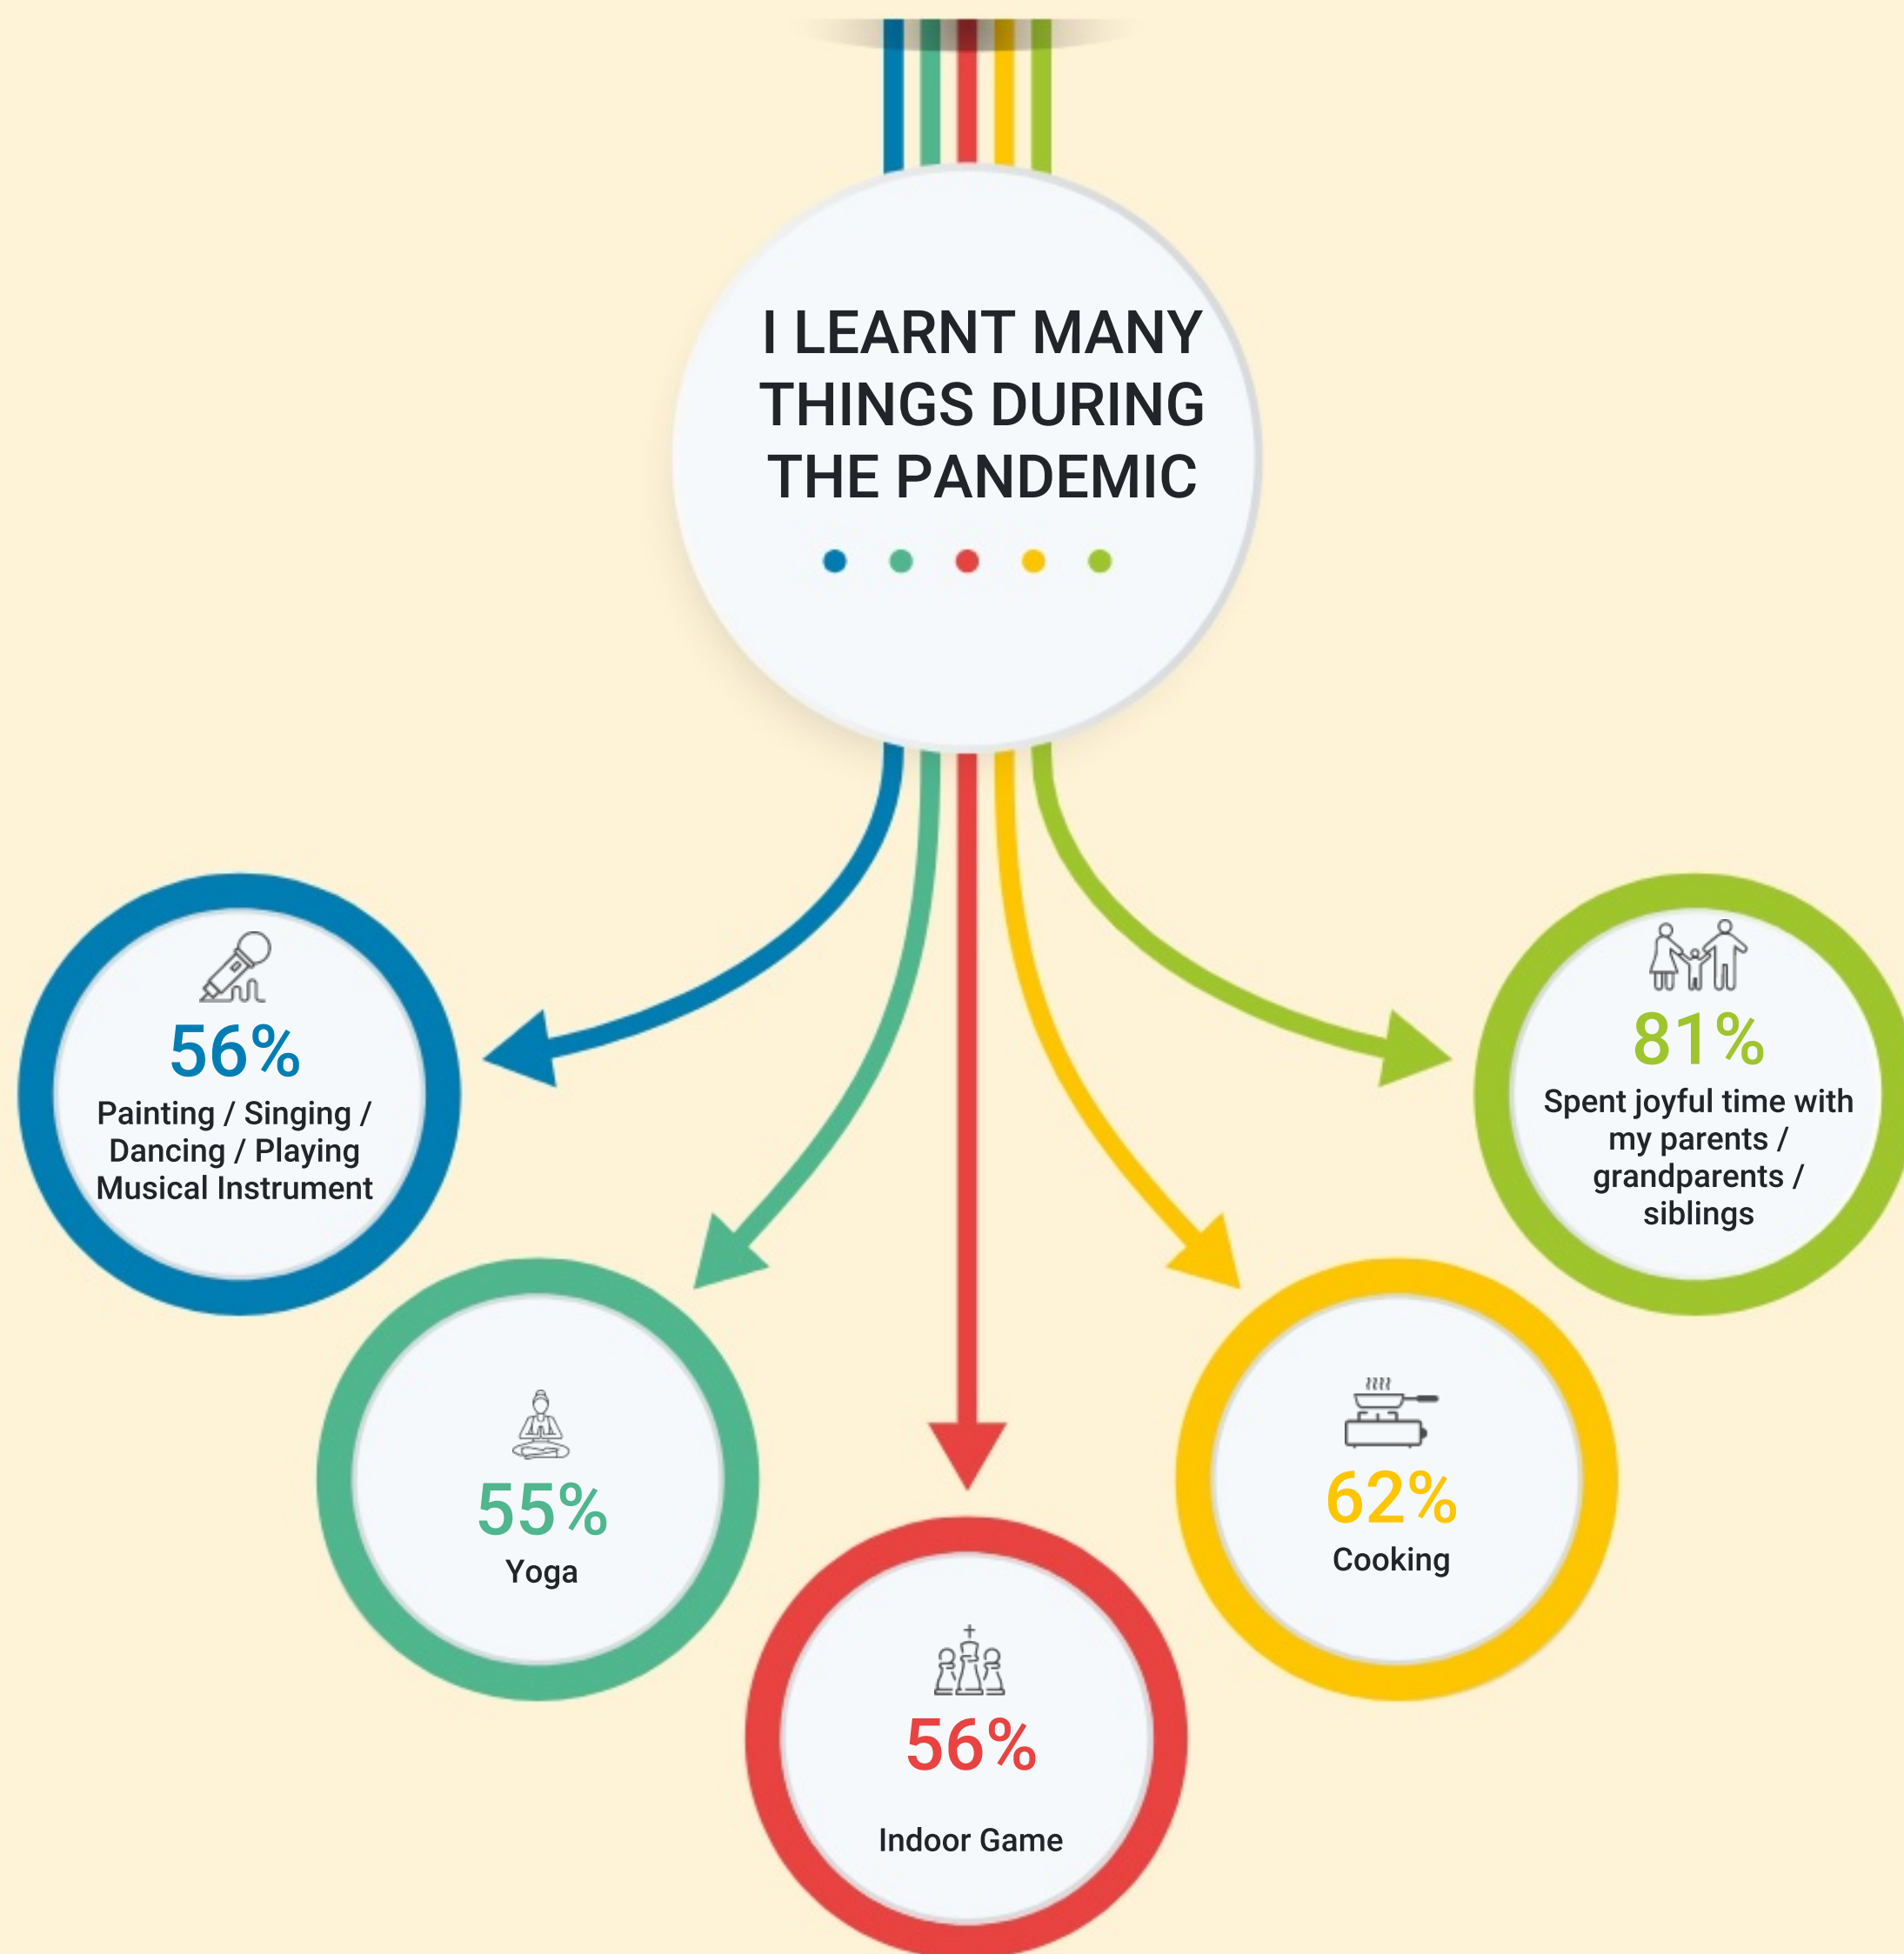 I LEARNT MANY
THINGS DURING
THE PANDEMIC
56%
Painting / Singing /
Dancing / Playing
Musical Instrument
81%
Spent joyful time with
my parents /
grandparents /
siblings
55%
Yoga
62%
Cooking
56%
Indoor Game